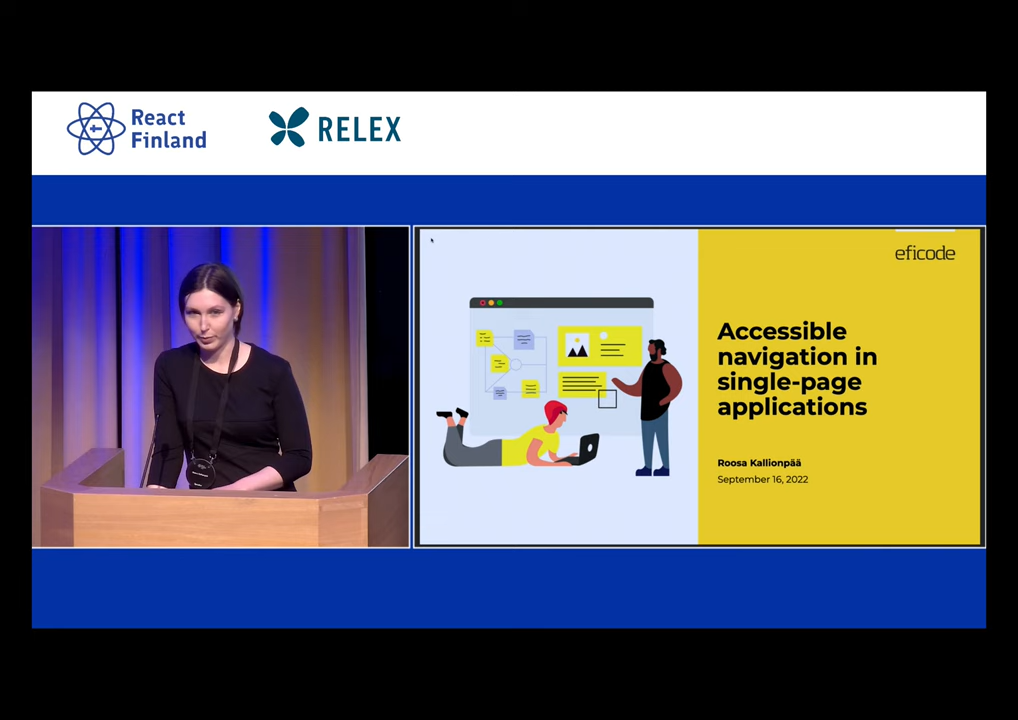 React
Finland
RELEX
eficode
Accessible
navigation in
single-page
applications
Roosa Kallionpää
September 16, 2022